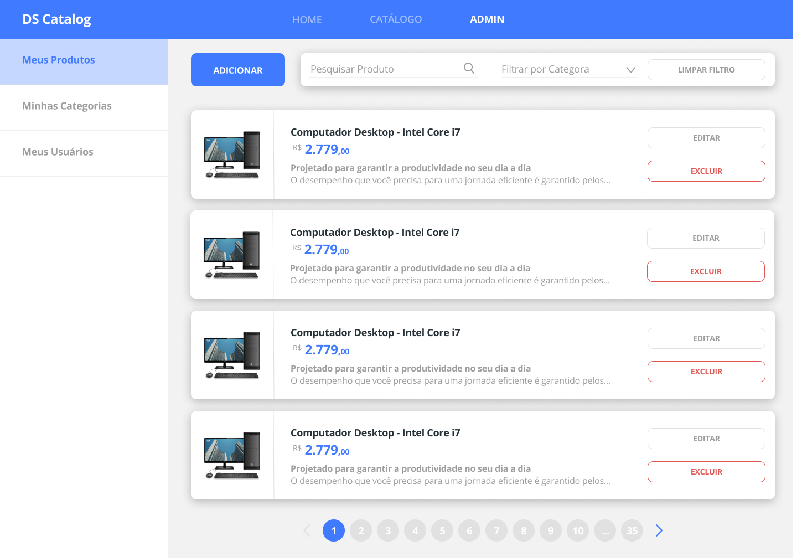 DS Catalog
HOME
CATÁLOGO
ADMIN
Meus Produtos
Minhas Categorias
Meus Usuários
ADICIONAR
Pesquisar Produto
Filtrar por Categora
LIMPAR FILTRO
Computador Desktop - Intel Core i7
R$ 2.779,00
Projetado para garantir a produtividade no seu dia a dia
O desempenho que você precisa para uma jornada eficiente é garantido pelos...
EDITAR
EXCLUIR
Computador Desktop - Intel Core i7
R$ 2.779,00
Projetado para garantir a produtividade no seu dia a dia
O desempenho que você precisa para uma jornada eficiente é garantido pelos...
EDITAR
EXCLUIR
Computador Desktop - Intel Core i7
R$ 2.779,00
Projetado para garantir a produtividade no seu dia a dia
O desempenho que você precisa para uma jornada eficiente é garantido pelos...
EDITAR
EXCLUIR
Computador Desktop - Intel Core i7
R$ 2.779,00
Projetado para garantir a produtividade no seu dia a dia
O desempenho que você precisa para uma jornada eficiente é garantido pelos...
EDITAR
EXCLUIR
1 2 3 4 5 6 7 8 9 10 ... 35